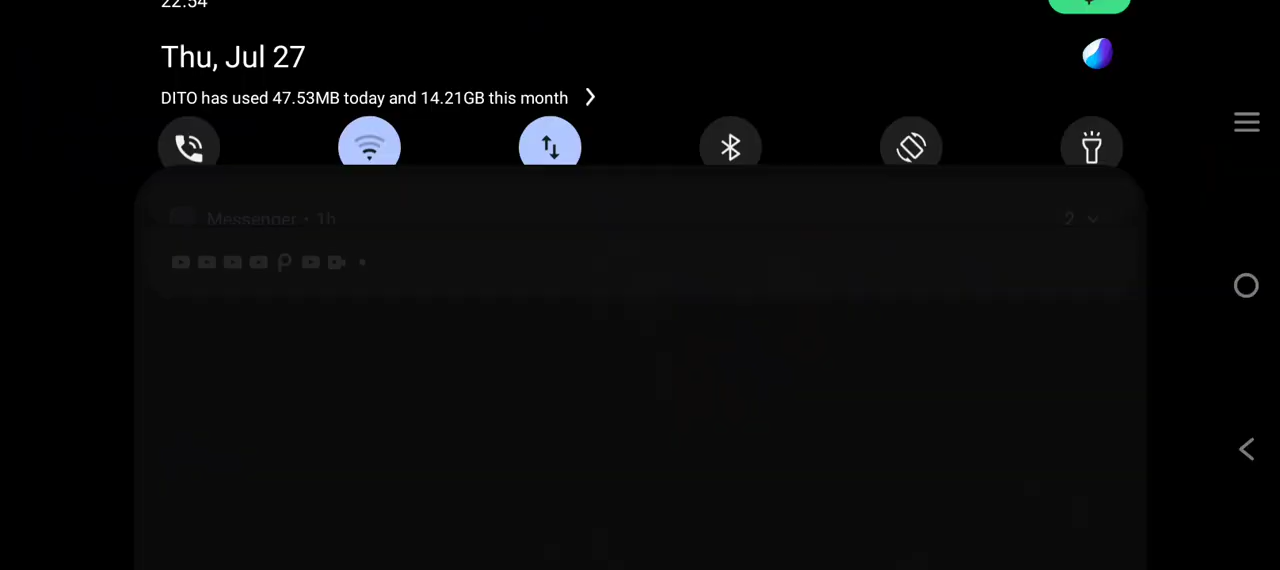 22:54
Thu, Jul 27
DITO has used 47.53MB today and 14.21GB this month
Messenger • 1h
2